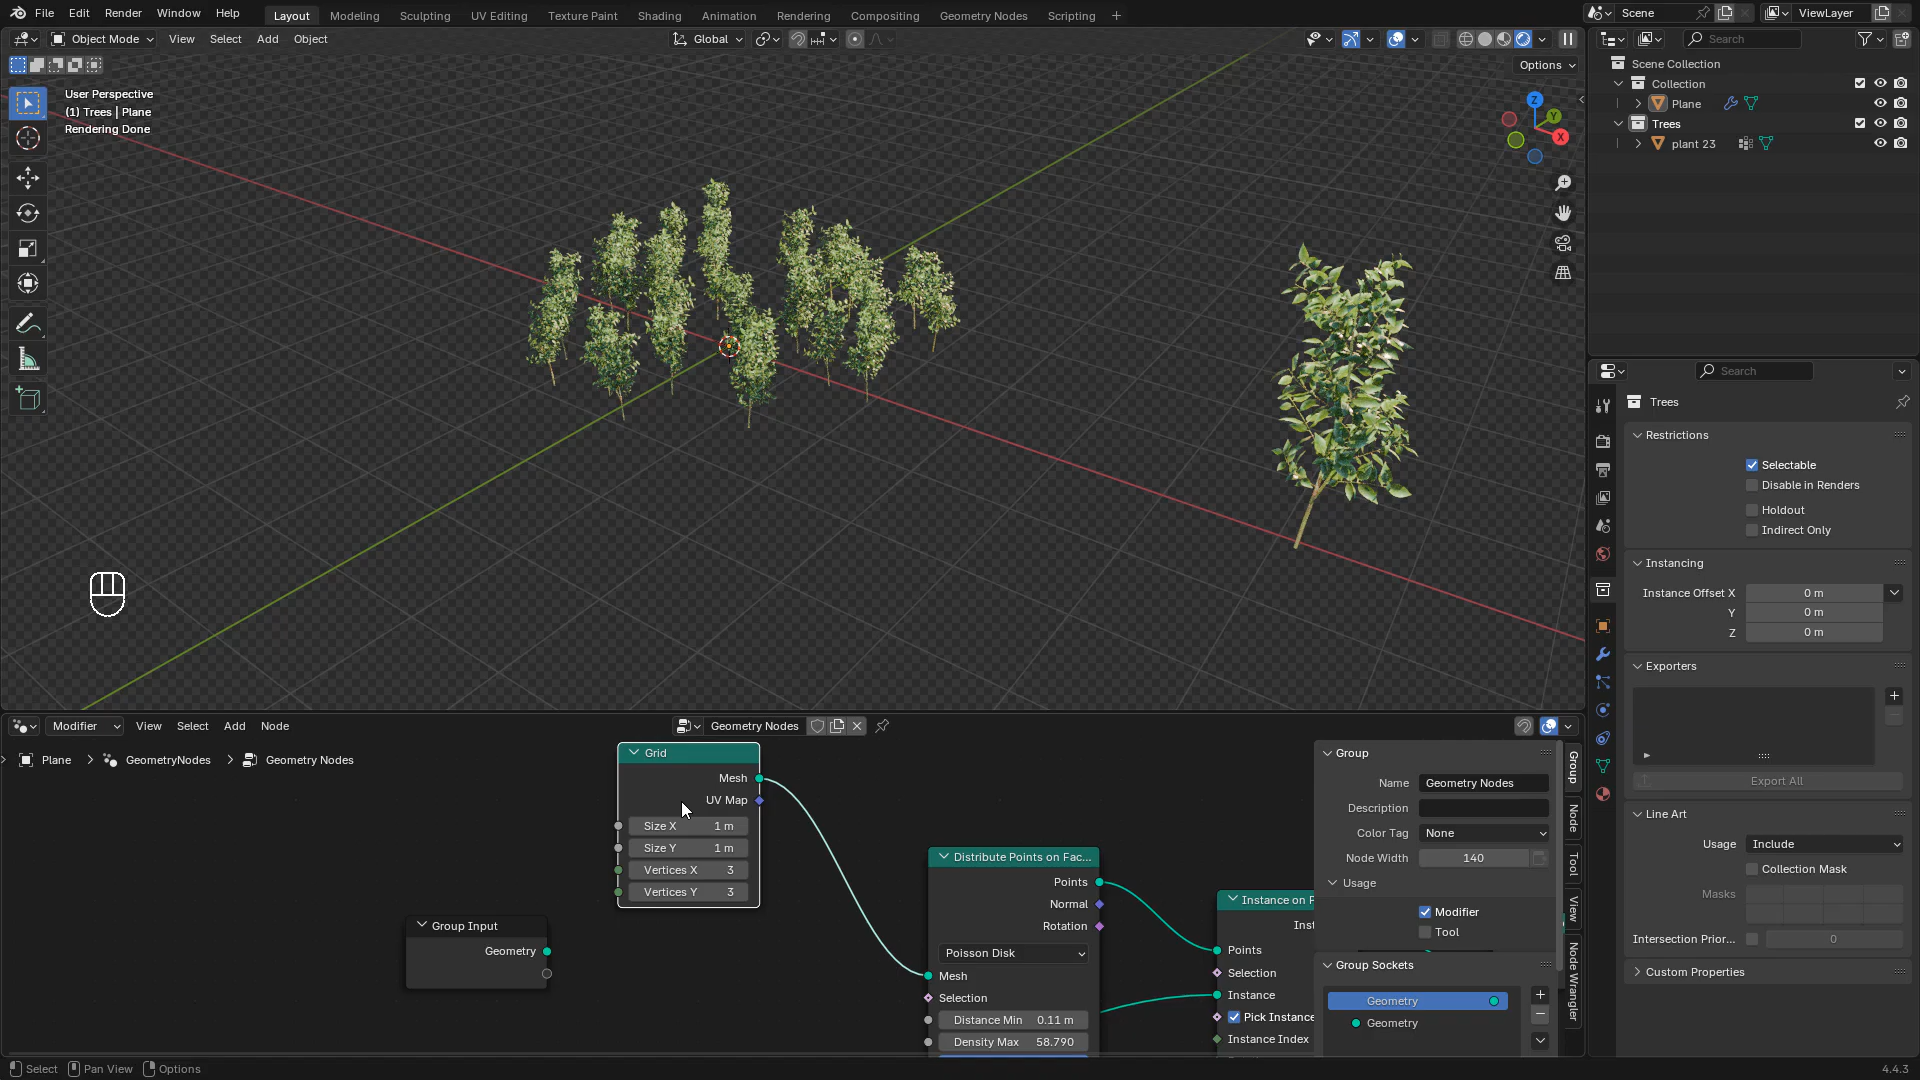 File Edit Render Window Help
Layout Modeling Sculpting UV Editing Texture Paint Shading Animation Rendering Compositing Geometry Nodes Scripting +
Scene
ViewLayer
Object Mode View Select Add Object
Global
Options
User Perspective
(1) Trees | Plane
Rendering Done
Z
Y
X
Search
Scene Collection
Collection
Plane
Trees
plant 23
Search
Trees
Restrictions
Selectable
Disable in Renders
Holdout
Indirect Only
Instancing
Instance Offset X 0 m
Y 0 m
Z 0 m
Exporters
Export All
Line Art
Usage Include
Collection Mask
Masks
Intersection Prior... 0
Custom Properties
Modifier View Select Add Node
Geometry Nodes
Plane > GeometryNodes > Geometry Nodes
Grid
Mesh
UV Map
Size X 1 m
Size Y 1 m
Vertices X 3
Vertices Y 3
Group Input
Geometry
Distribute Points on Fac...
Points
Normal
Rotation
Poisson Disk
Mesh
Selection
Distance Min 0.11 m
Density Max 58.790
Instance on P
Inst
Points
Selection
Instance
Pick Instance
Instance Index
Group
Name Geometry Nodes
Description
Color Tag None
Node Width 140
Usage
Modifier
Tool
Group Sockets
Geometry
Geometry
Group
Node
Tool
View
Node Wrangler
Select Pan View Options
4.4.3